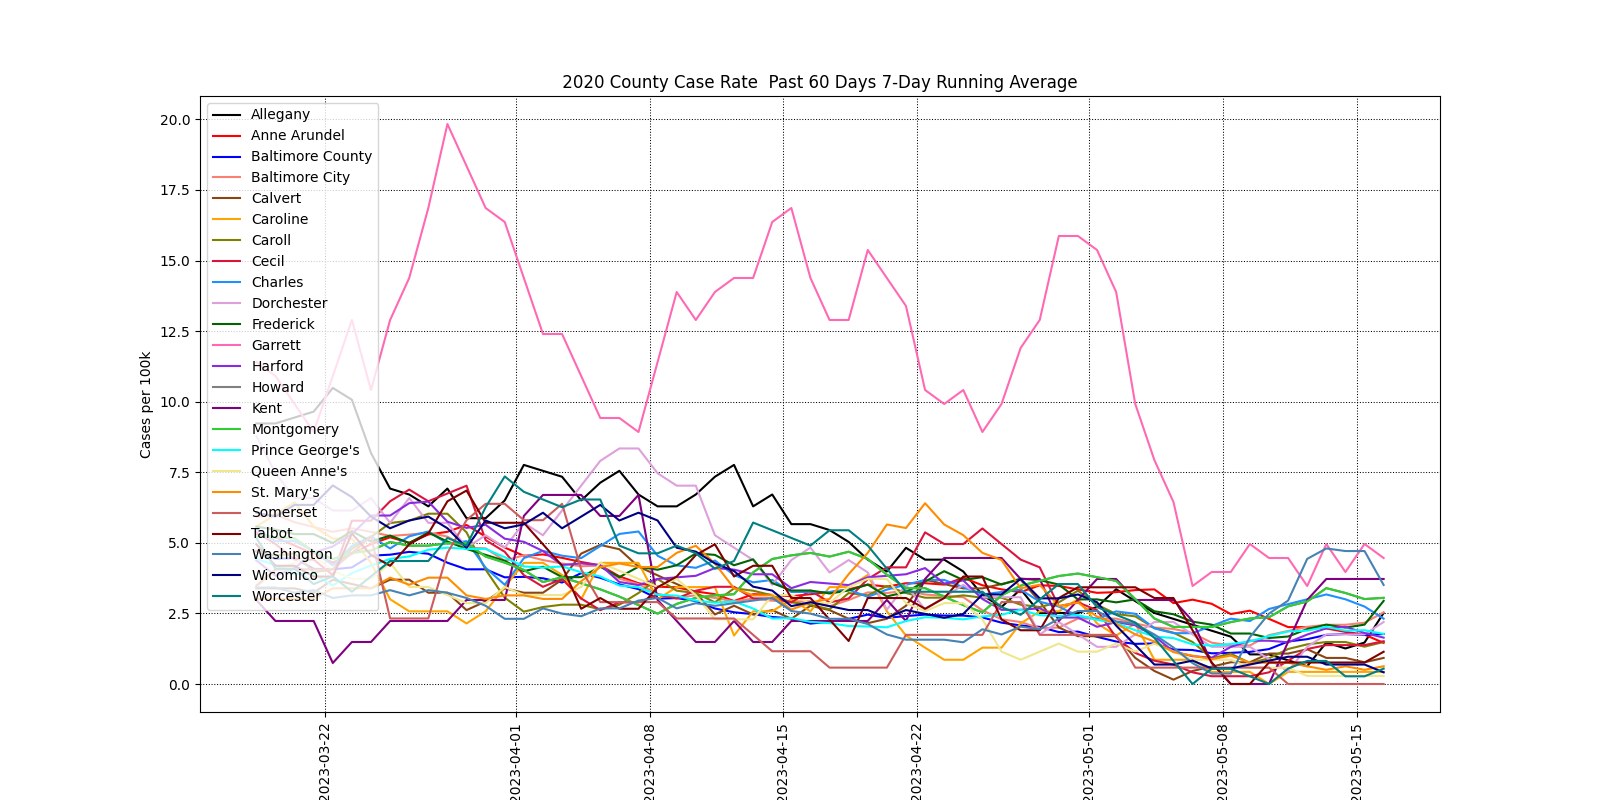 2020 County Case Rate  Past 60 Days 7-Day Running Average
Cases per 100k
20.0
17.5
15.0
12.5
10.0
7.5
5.0
2.5
0.0
Allegany
Anne Arundel
Baltimore County
Baltimore City
Calvert
Caroline
Caroll
Cecil
Charles
Dorchester
Frederick
Garrett
Harford
Howard
Kent
Montgomery
Prince George's
Queen Anne's
St. Mary's
Somerset
Talbot
Washington
Wicomico
Worcester
2023-03-22
2023-04-01
2023-04-08
2023-04-15
2023-04-22
2023-05-01
2023-05-08
2023-05-15